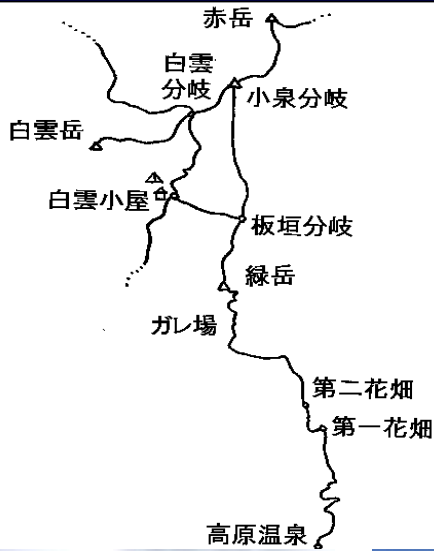 赤岳
白雲
分岐
小泉分岐
白雲岳
白雲小屋
板垣分岐
緑岳
ガレ場
第二花畑
第一花畑
高原温泉